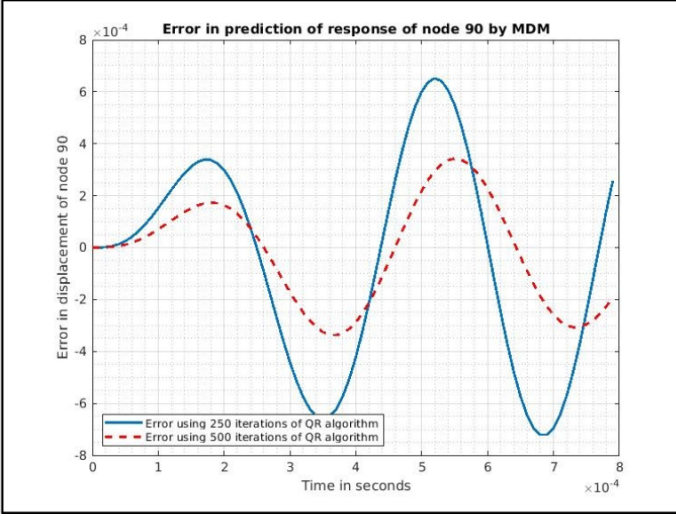 Error in prediction of response of node 90 by MDM
×10⁻⁴
8
6
4
2
0
-2
-4
-6
-8
Error in displacement of node 90
Error using 250 iterations of QR algorithm
Error using 500 iterations of QR algorithm
0 1 2 3 4 5 6 7 8
Time in seconds
×10⁻⁴